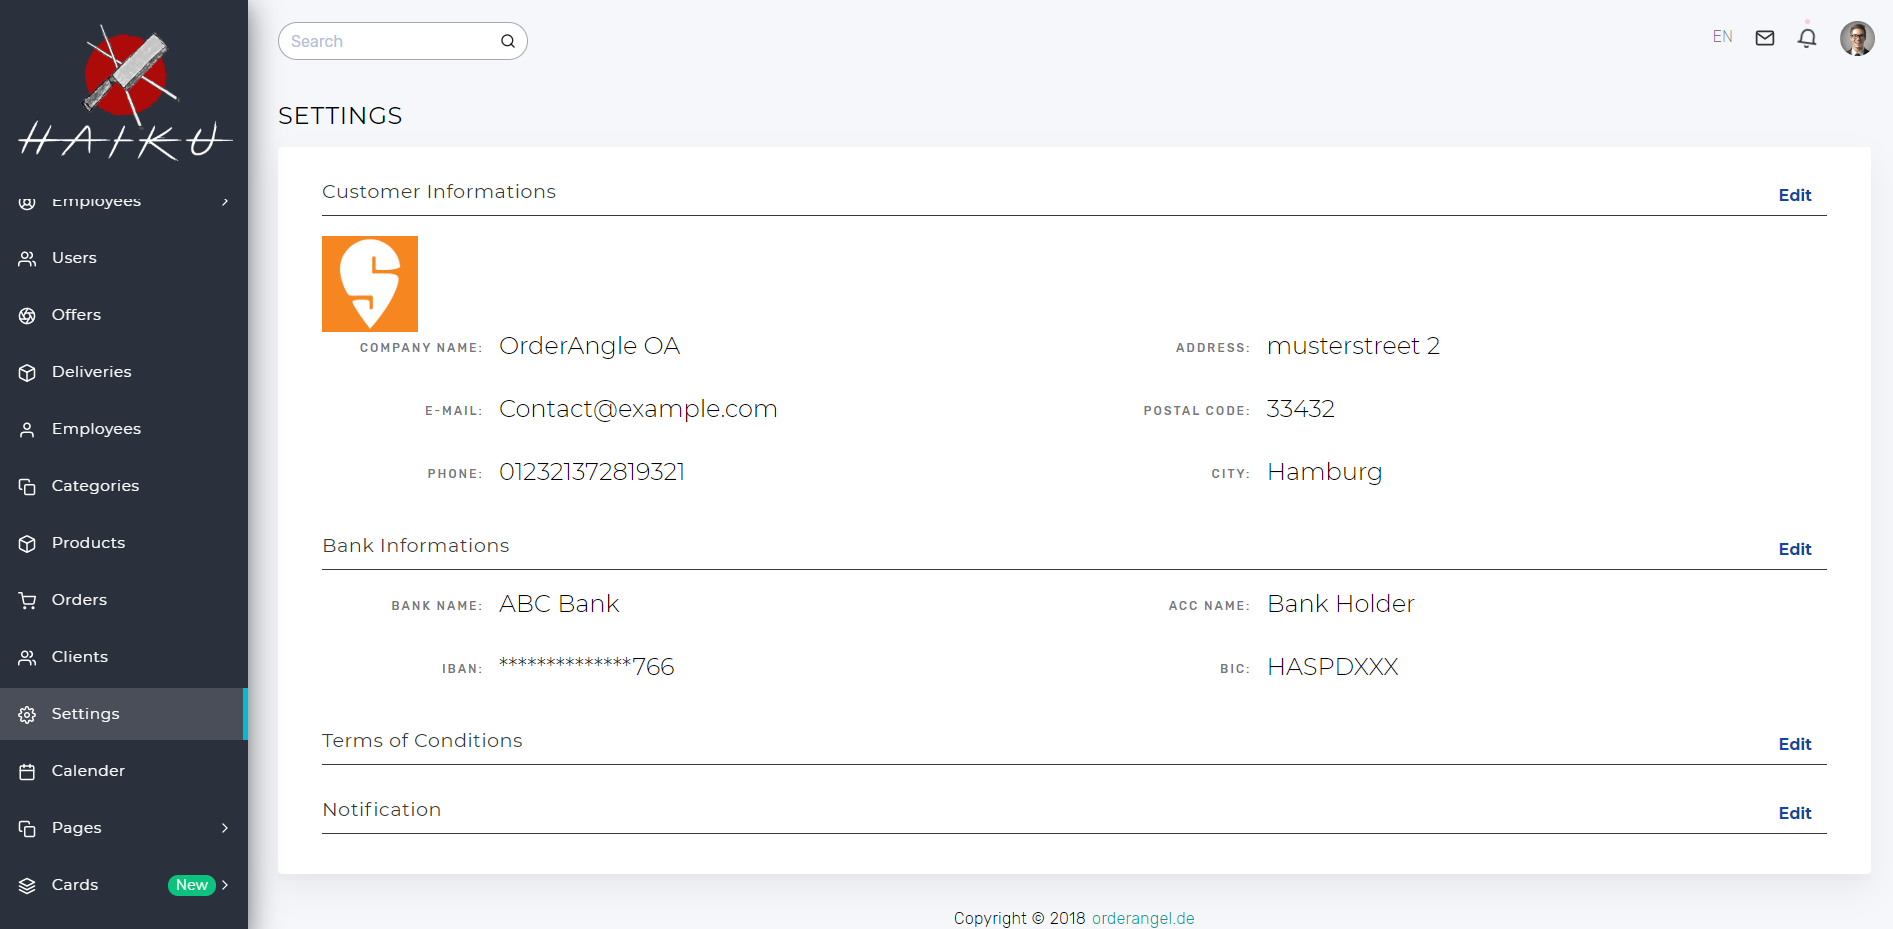 Search
EN
HAIKU
SETTINGS
Employees
Users
Offers
Deliveries
Employees
Categories
Products
Orders
Clients
Settings
Calender
Pages
Cards New
Customer Informations Edit
COMPANY NAME: OrderAngle OA ADDRESS: musterstreet 2
E-MAIL: Contact@example.com POSTAL CODE: 33432
PHONE: 012321372819321 CITY: Hamburg
Bank Informations Edit
BANK NAME: ABC Bank ACC NAME: Bank Holder
IBAN: **************766 BIC: HASPDXXX
Terms of Conditions Edit
Notification Edit
Copyright © 2018 orderangel.de